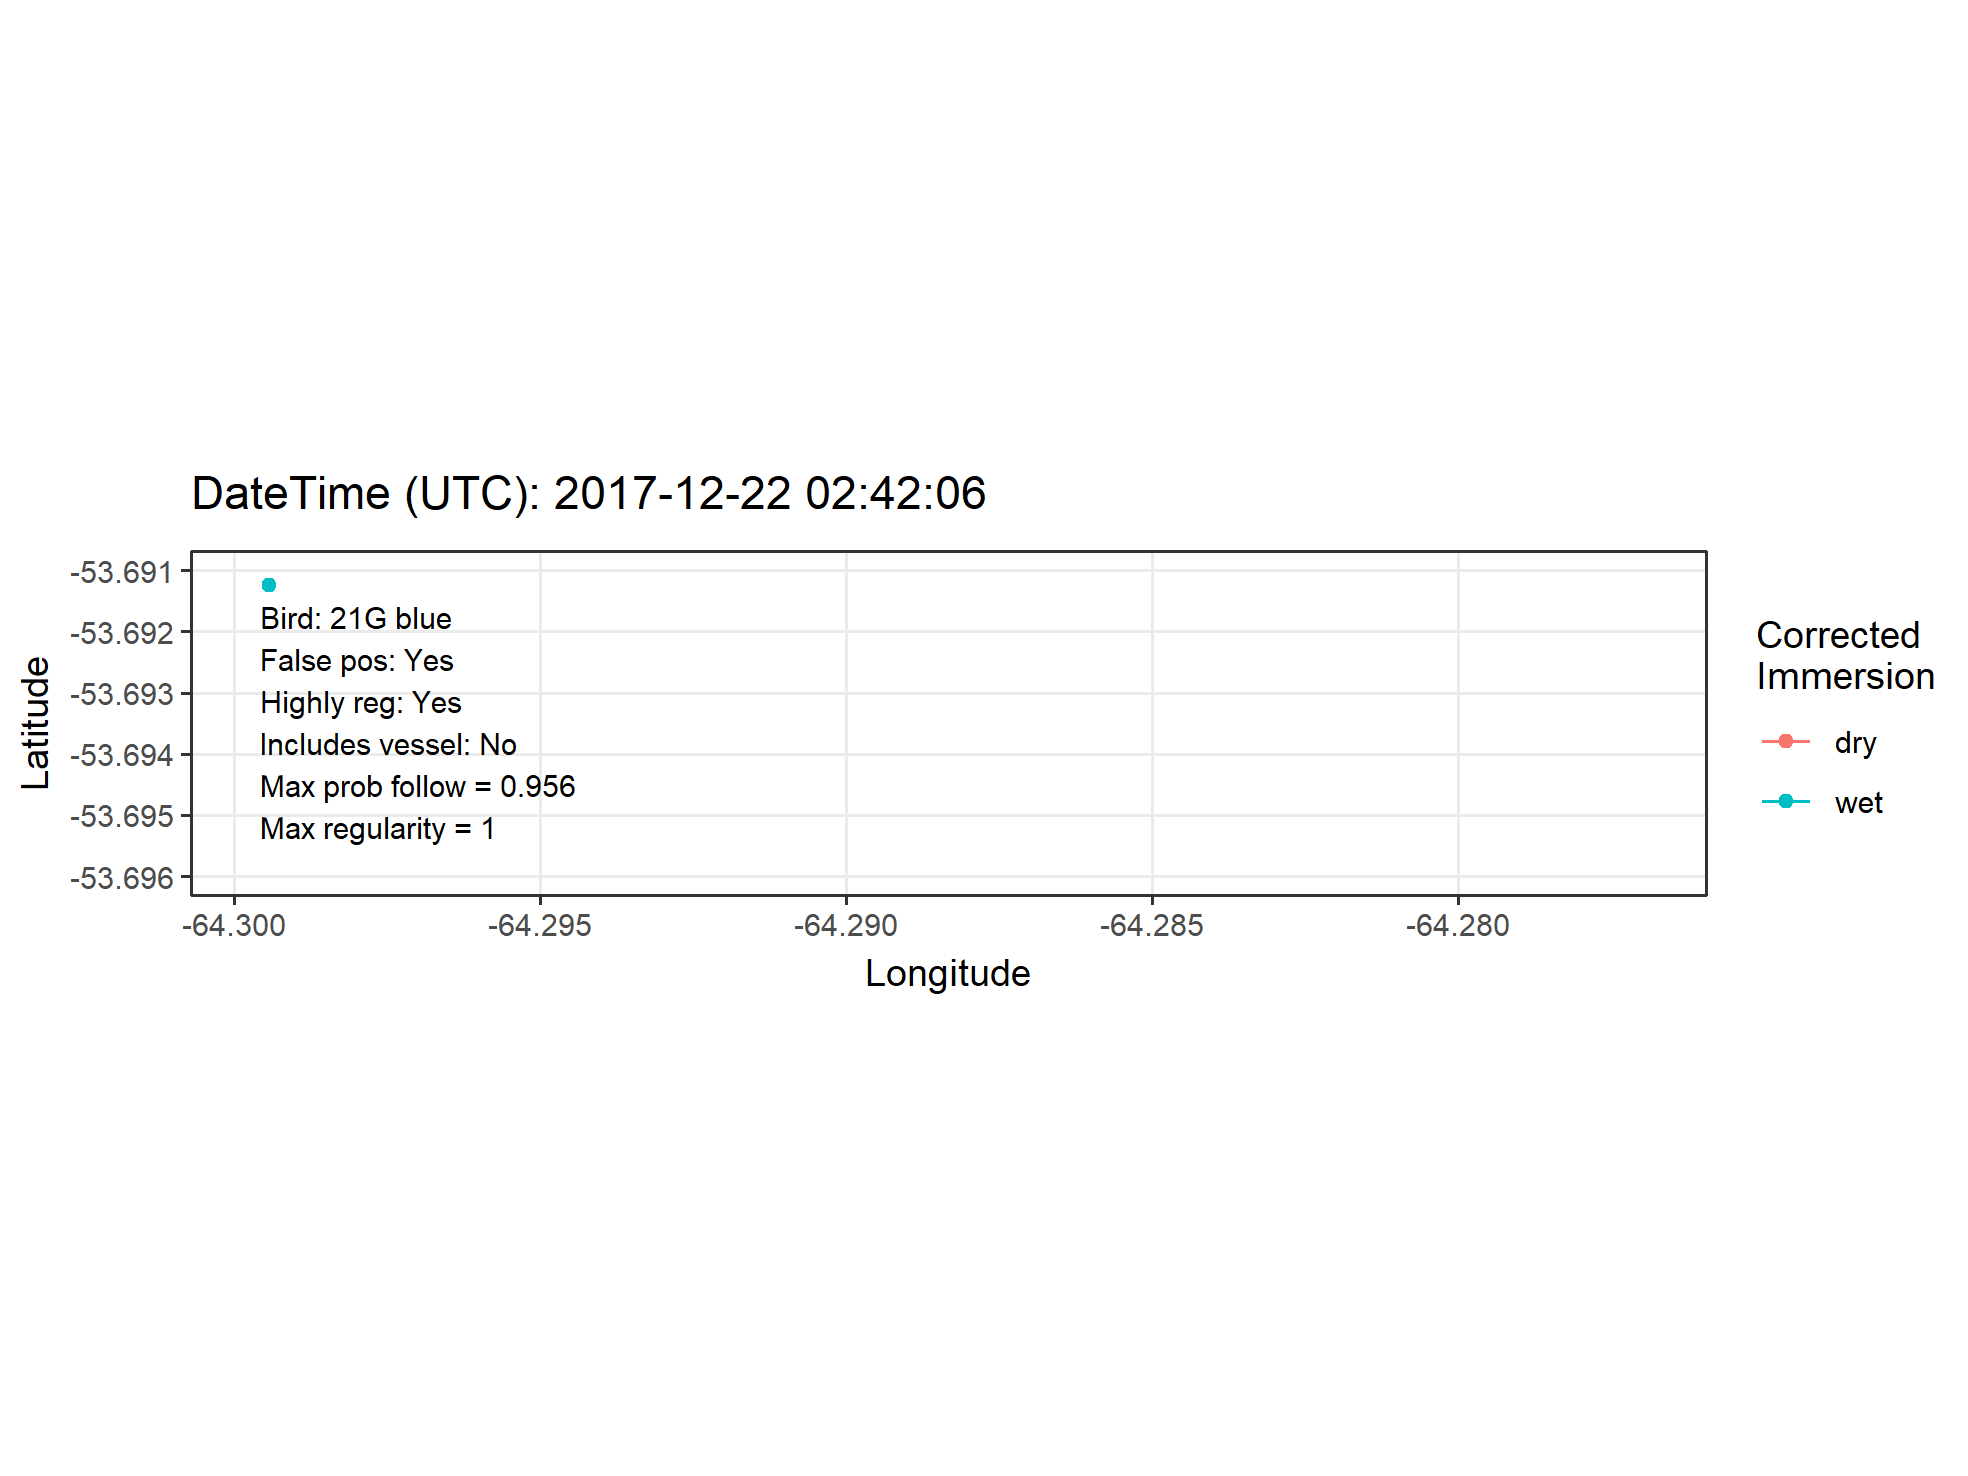 DateTime (UTC): 2017-12-22 02:42:06
-53.691
-53.692
-53.693
-53.694
-53.695
-53.696
Latitude
Bird: 21G blue
False pos: Yes
Highly reg: Yes
Includes vessel: No
Max prob follow = 0.956
Max regularity = 1
-64.300
-64.295
-64.290
-64.285
-64.280
Longitude
Corrected
Immersion
dry
wet